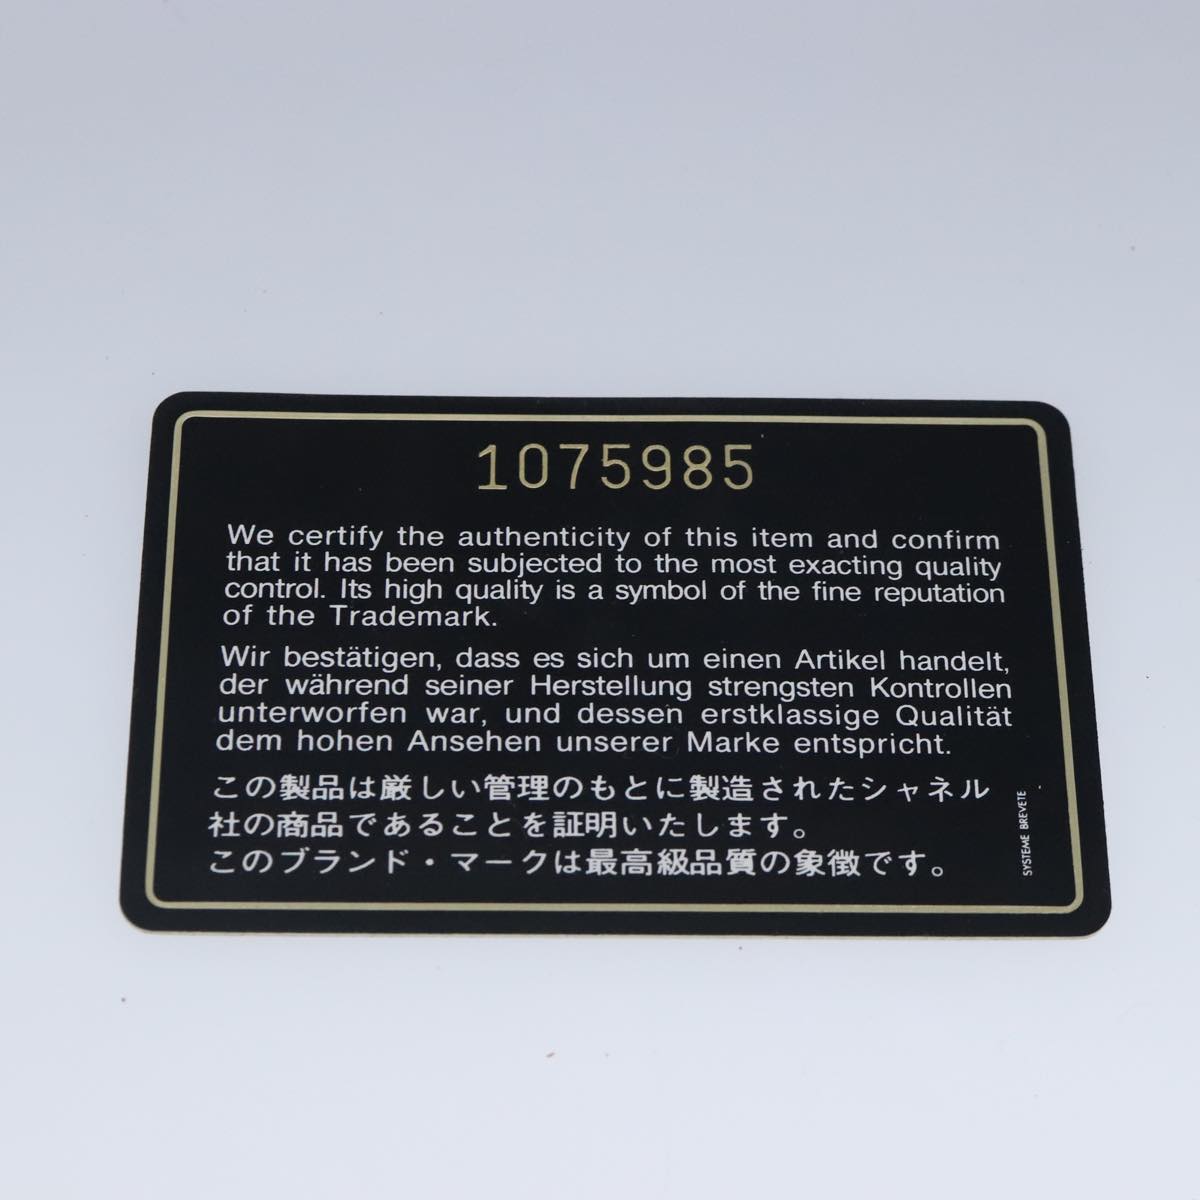 1075985
We certify the authenticity of this item and confirm
that it has been subjected to the most exacting quality
control. Its high quality is a symbol of the fine reputation
of the Trademark.
Wir bestätigen, dass es sich um einen Artikel handelt,
der während seiner Herstellung strengsten Kontrollen
unterworfen war, und dessen erstklassige Qualität
dem hohen Ansehen unserer Marke entspricht.
この製品は厳しい管理のもとに製造されたシャネル
社の商品であることを証明いたします。
このブランド・マークは最高級品質の象徴です。
SYSTEME BREVETE